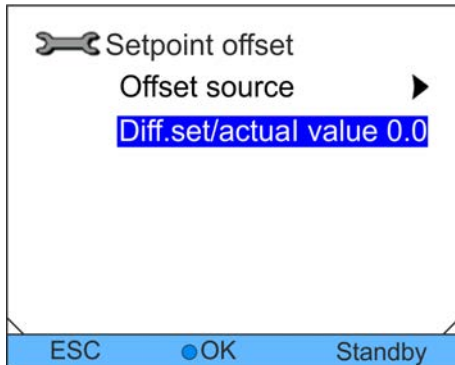 Setpoint offset
Offset source
Diff.set/actual value 0.0
ESC OK Standby